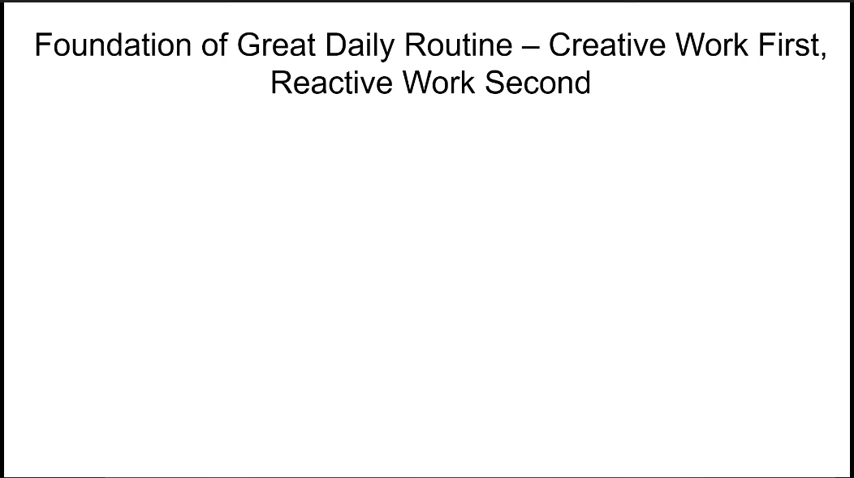 Foundation of Great Daily Routine – Creative Work First,
Reactive Work Second